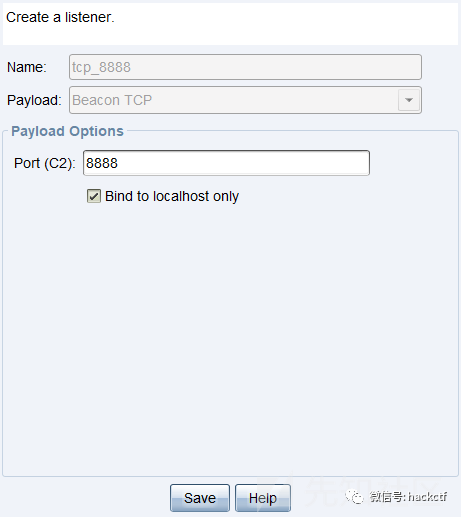 Create a listener.
Name: tcp_8888
Payload: Beacon TCP
Payload Options
Port (C2): 8888
Bind to localhost only
Save Help
微信号: hackctf